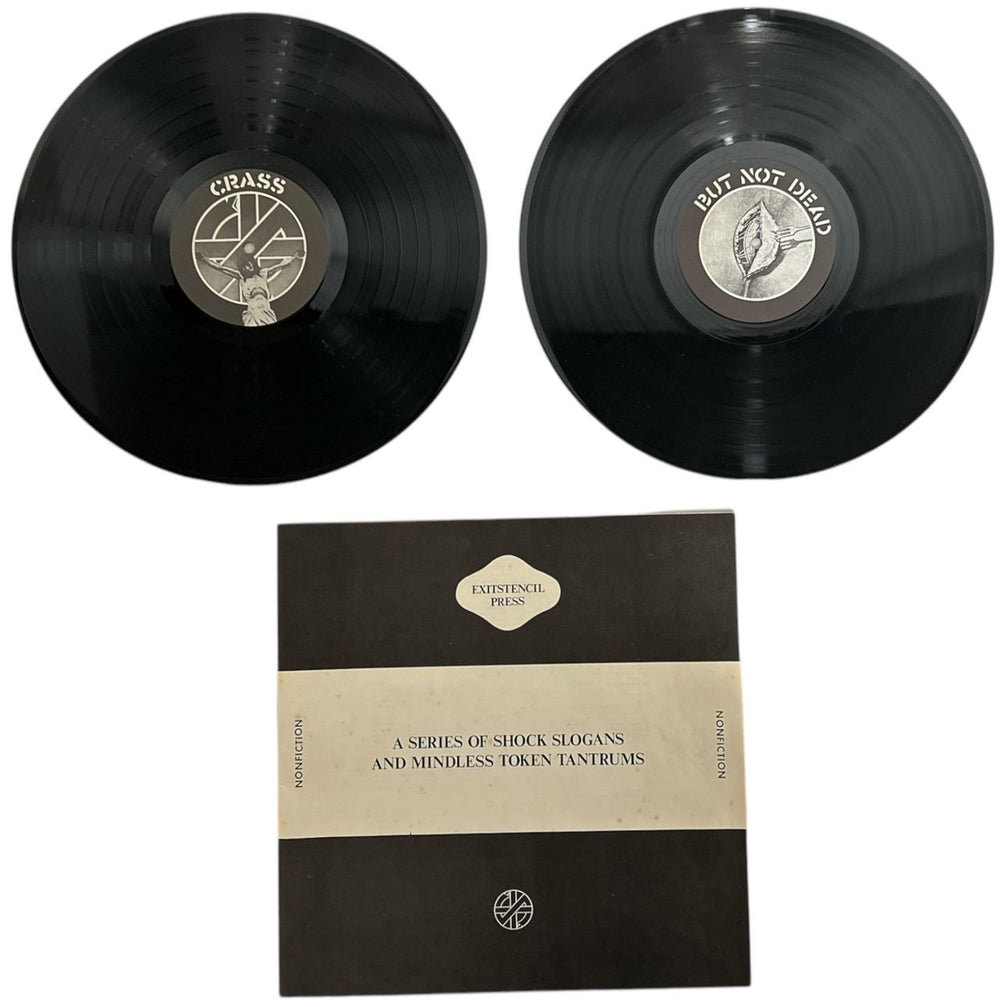 CRASS
BUT NOT DEAD
EXITSTENCIL
PRESS
NONFICTION
A SERIES OF SHOCK SLOGANS
AND MINDLESS TOKEN TANTRUMS
NONFICTION